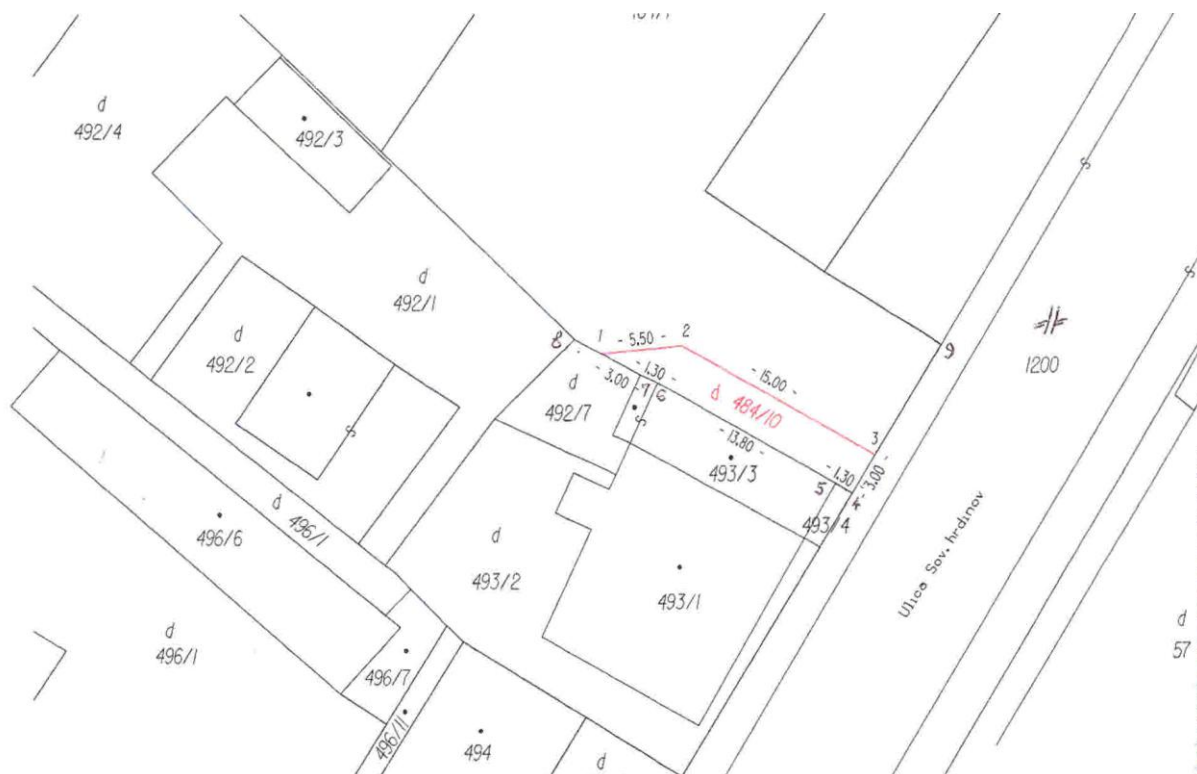 d
492/4
492/3
d
492/1
d
492/2
S
8
1
- 5.50 -
2
- 1.30 -
- 3.00 -
7
6
d
492/7
S
- 15.00 -
d 484/10
- 13.80 -
493/3
3
- 1.30 -
- 3.00 -
5
4
493/4
9
S
S
1200
Ulica Sov. hrdinov
d
57
d 496/1
496/6
d
493/2
493/1
d
496/1
496/7
496/11
494
d